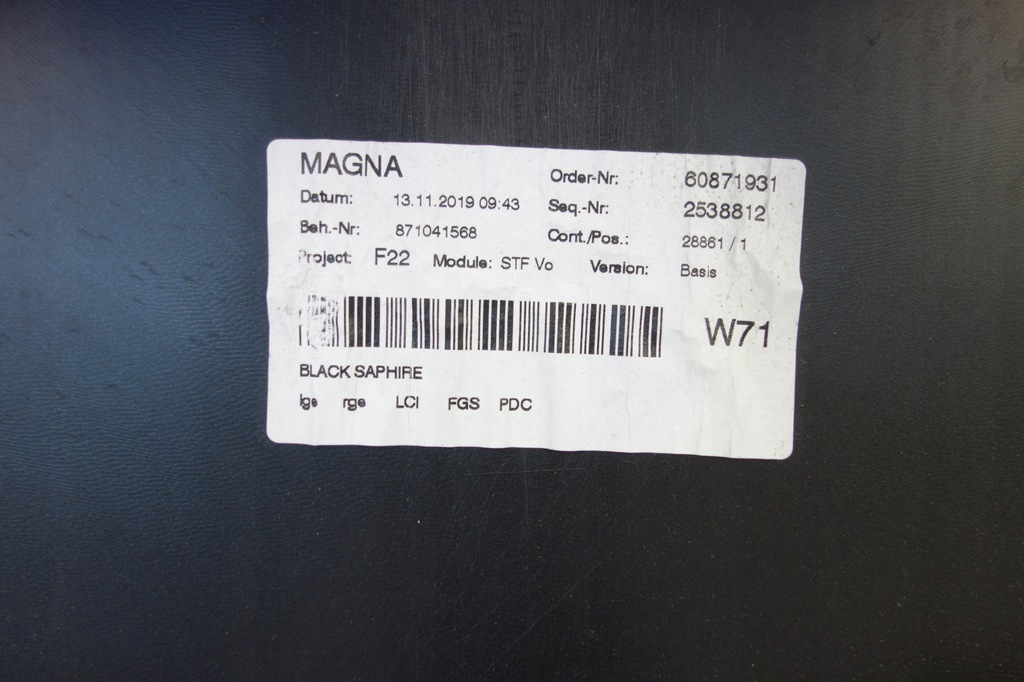 MAGNA
Order-Nr: 60871931
Datum: 13.11.2019 09:43 Seq.-Nr: 2538812
Beh.-Nr: 871041568 Cont./Pos.: 28861 / 1
Project: F22 Module: STF Vo Version: Basis
W71
BLACK SAPHIRE
lgs rge LCI FGS PDC